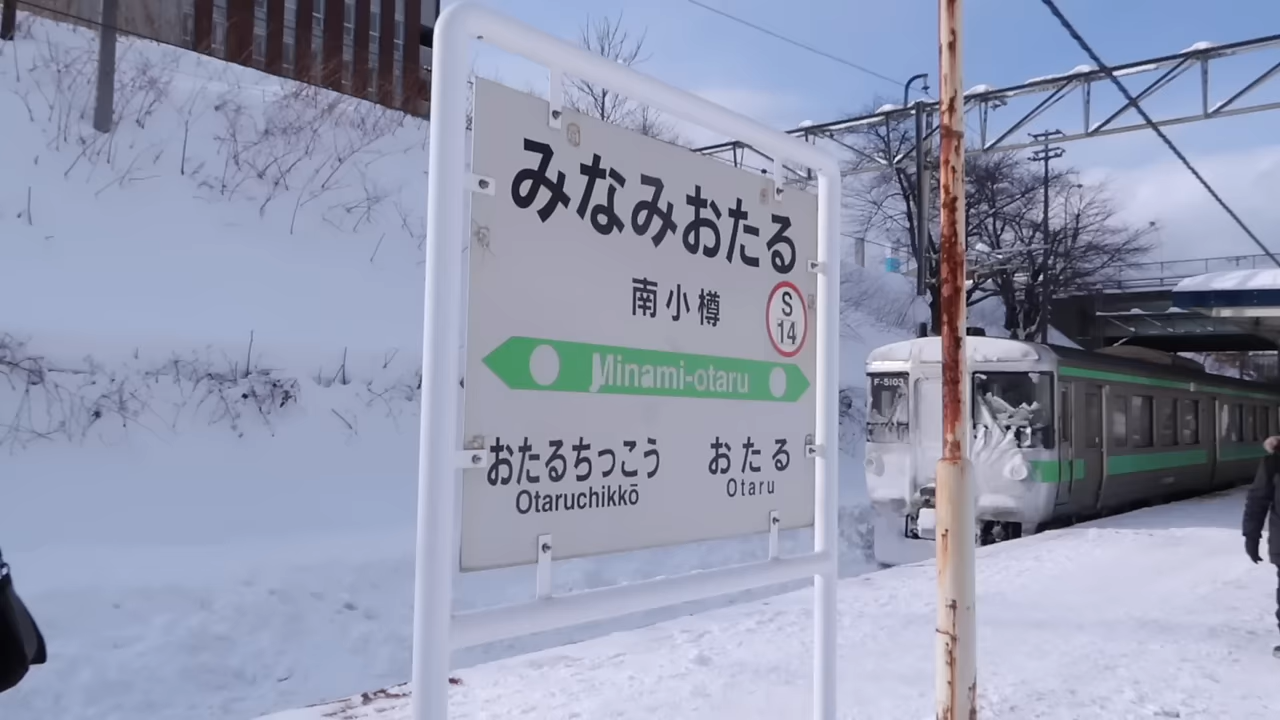 みなみおたる
南小樽
S
14
Minami-otaru
おたるちっこう
Otaruchikkō
おたる
Otaru
F-5103